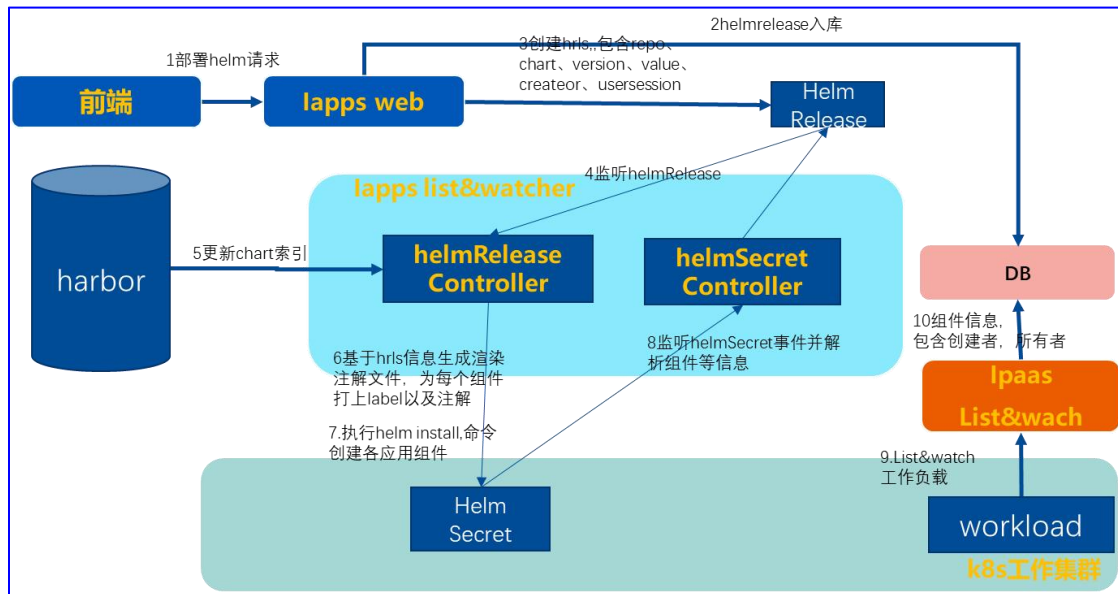 2helmrelease入库
1部署helm请求
3创建hrls,,包含repo、
chart、version、value、
createor、usersession
前端
Iapps web
Helm
Release
4监听helmRelease
Iapps list&watcher
5更新chart索引
harbor
helmRelease
Controller
helmSecret
Controller
DB
10组件信息,
包含创建者，所有者
6基于hrls信息生成渲染
注解文件，为每个组件
打上label以及注解
8监听helmSecret事件并解
析组件等信息
Ipaas
List&wach
7.执行helm install,命令
创建各应用组件
9.List&watch
工作负载
Helm
Secret
workload
k8s工作集群